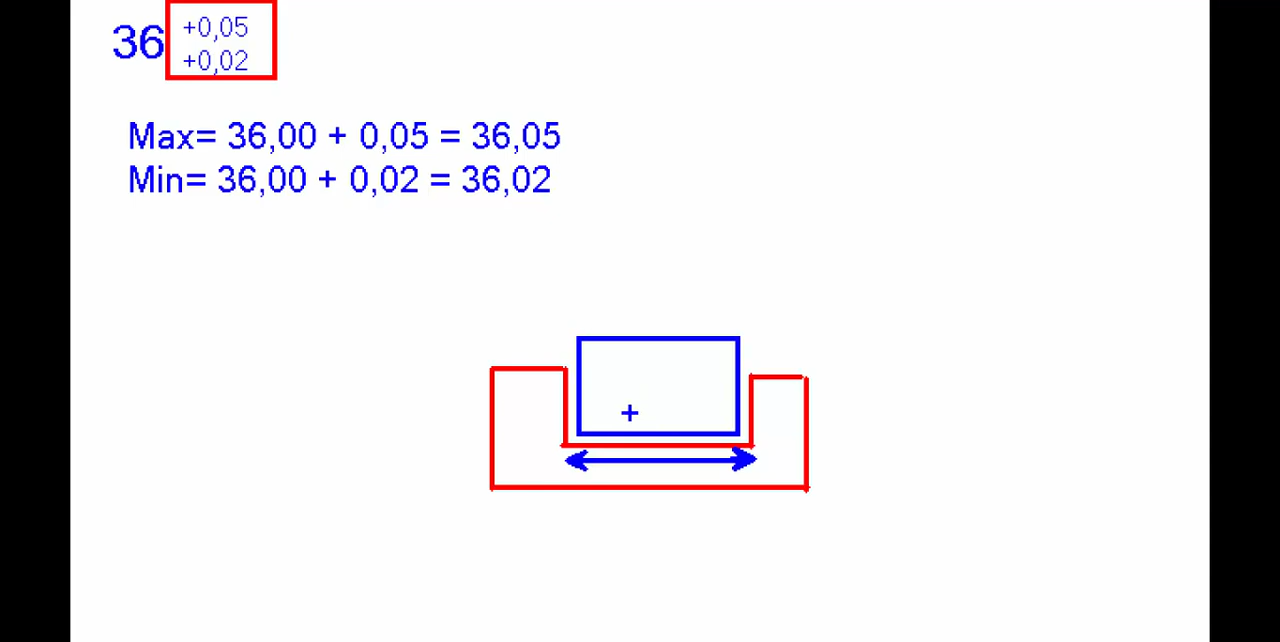 36 +0,05
+0,02
Max= 36,00 + 0,05 = 36,05
Min= 36,00 + 0,02 = 36,02
+